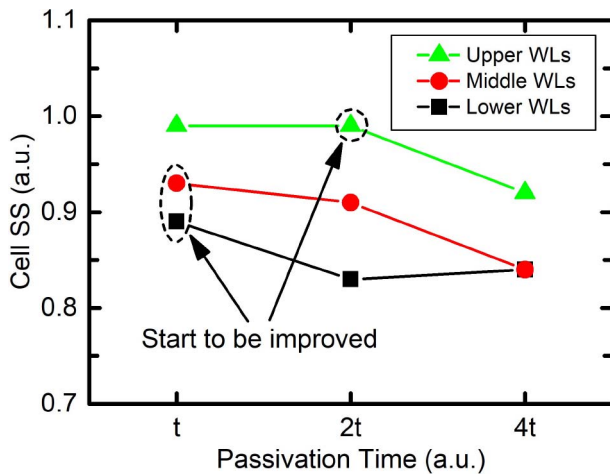 1.1
1.0
0.9
0.8
0.7
Cell SS (a.u.)
Upper WLs
Middle WLs
Lower WLs
Start to be improved
t
2t
4t
Passivation Time (a.u.)